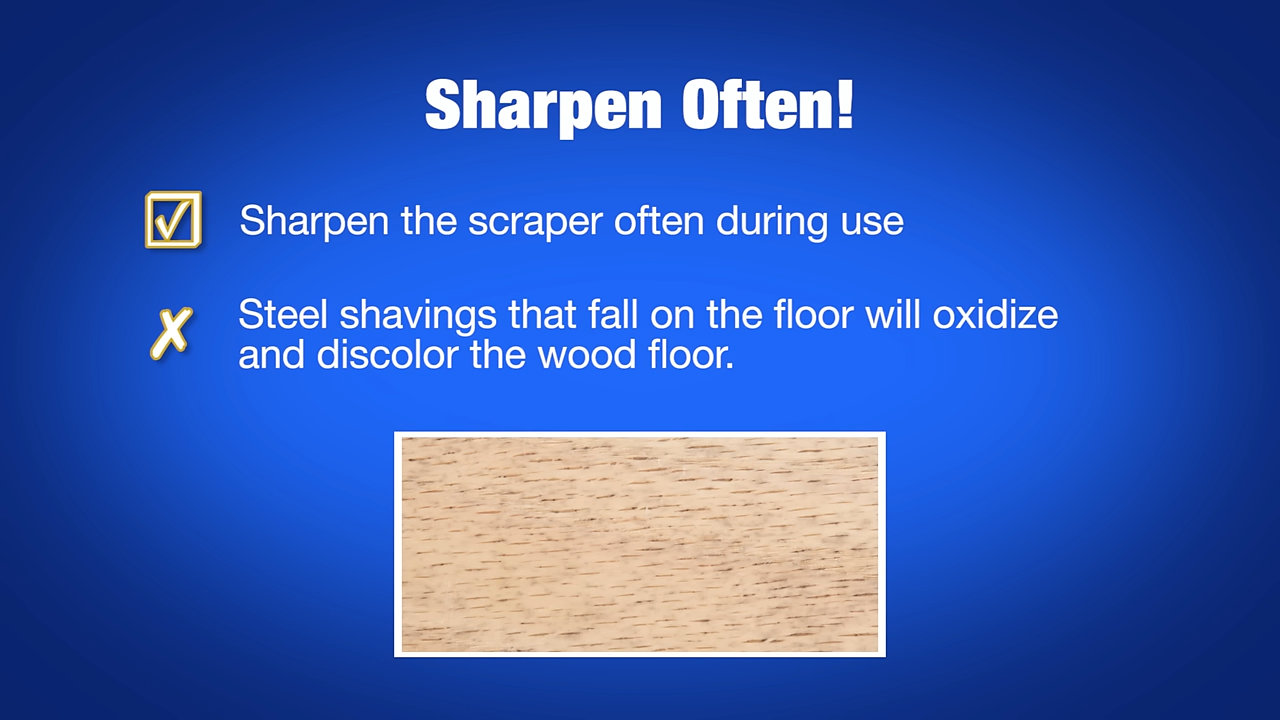 Sharpen Often!
Sharpen the scraper often during use
Steel shavings that fall on the floor will oxidize
and discolor the wood floor.